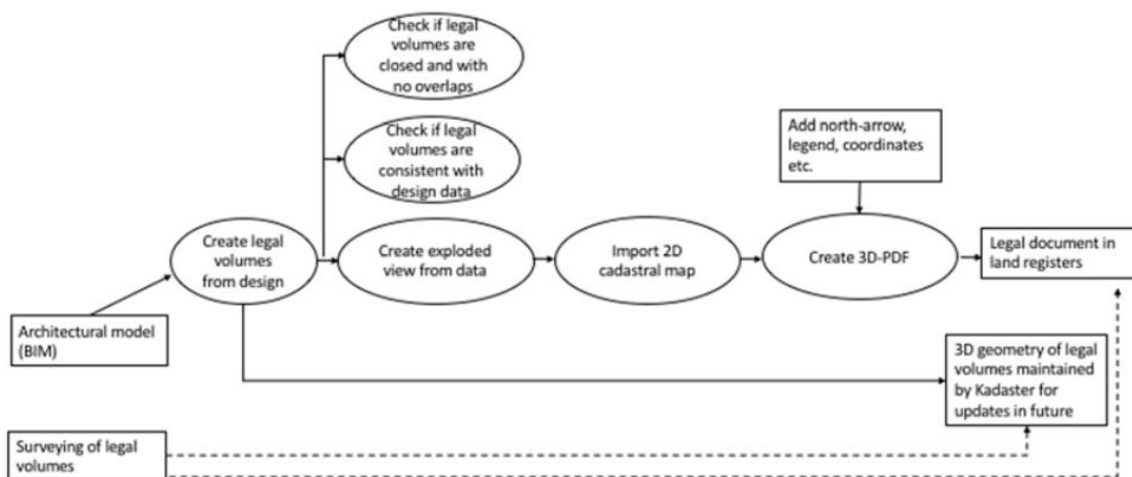 Check if legal
volumes are
closed and with
no overlaps
Check if legal
volumes are
consistent with
design data
Add north-arrow,
legend, coordinates
etc.
Create legal
volumes
from design
Create exploded
view from data
Import 2D
cadastral map
Create 3D-PDF
Legal document in
land registers
Architectural model
(BIM)
3D geometry of legal
volumes maintained
by Kadaster for
updates in future
Surveying of legal
volumes